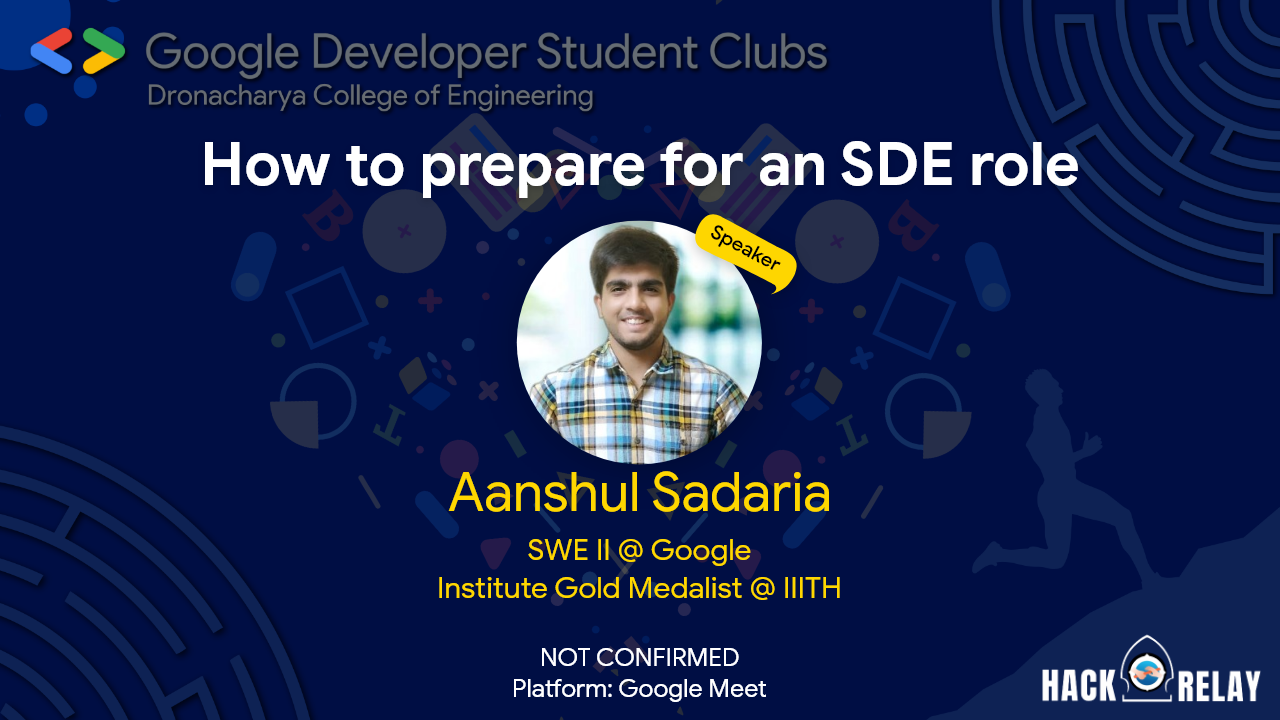 Google Developer Student Clubs
Dronacharya College of Engineering
How to prepare for an SDE role
Speaker
Aanshul Sadaria
SWE II @ Google
Institute Gold Medalist @ IIITH
NOT CONFIRMED
Platform: Google Meet
HACK RELAY